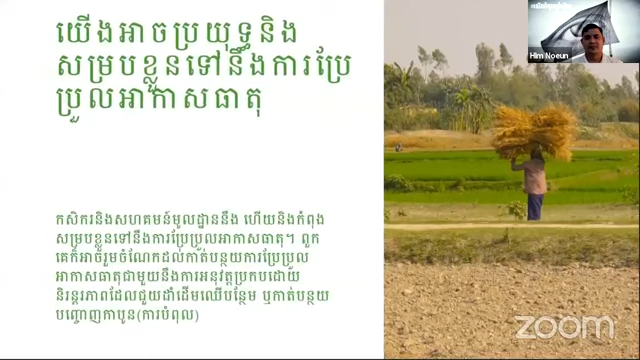 យើងអាចប្រយុទ្ធនិង
សម្របខ្លួនទៅនឹងការប្រែ
ប្រួលអាកាសធាតុ
កសិករនិងសហគមន៍មូលដ្ឋាននឹង ហើយនិងកំពុង
សម្របខ្លួនទៅនឹងការប្រែប្រួលអាកាសធាតុ។ ពួក
គេក៏អាចរួមចំណែកដល់កាត់បន្ថយការប្រែប្រួល
អាកាសធាតុជាមួយនឹងការអនុវត្តប្រកបដោយ
និរន្តរភាពដែលជួយដាំដើមឈើបន្ថែម ឬកាត់បន្ថយ
បញ្ចោញកាបូន(ការបំពុល)
Him Noeun
zoom